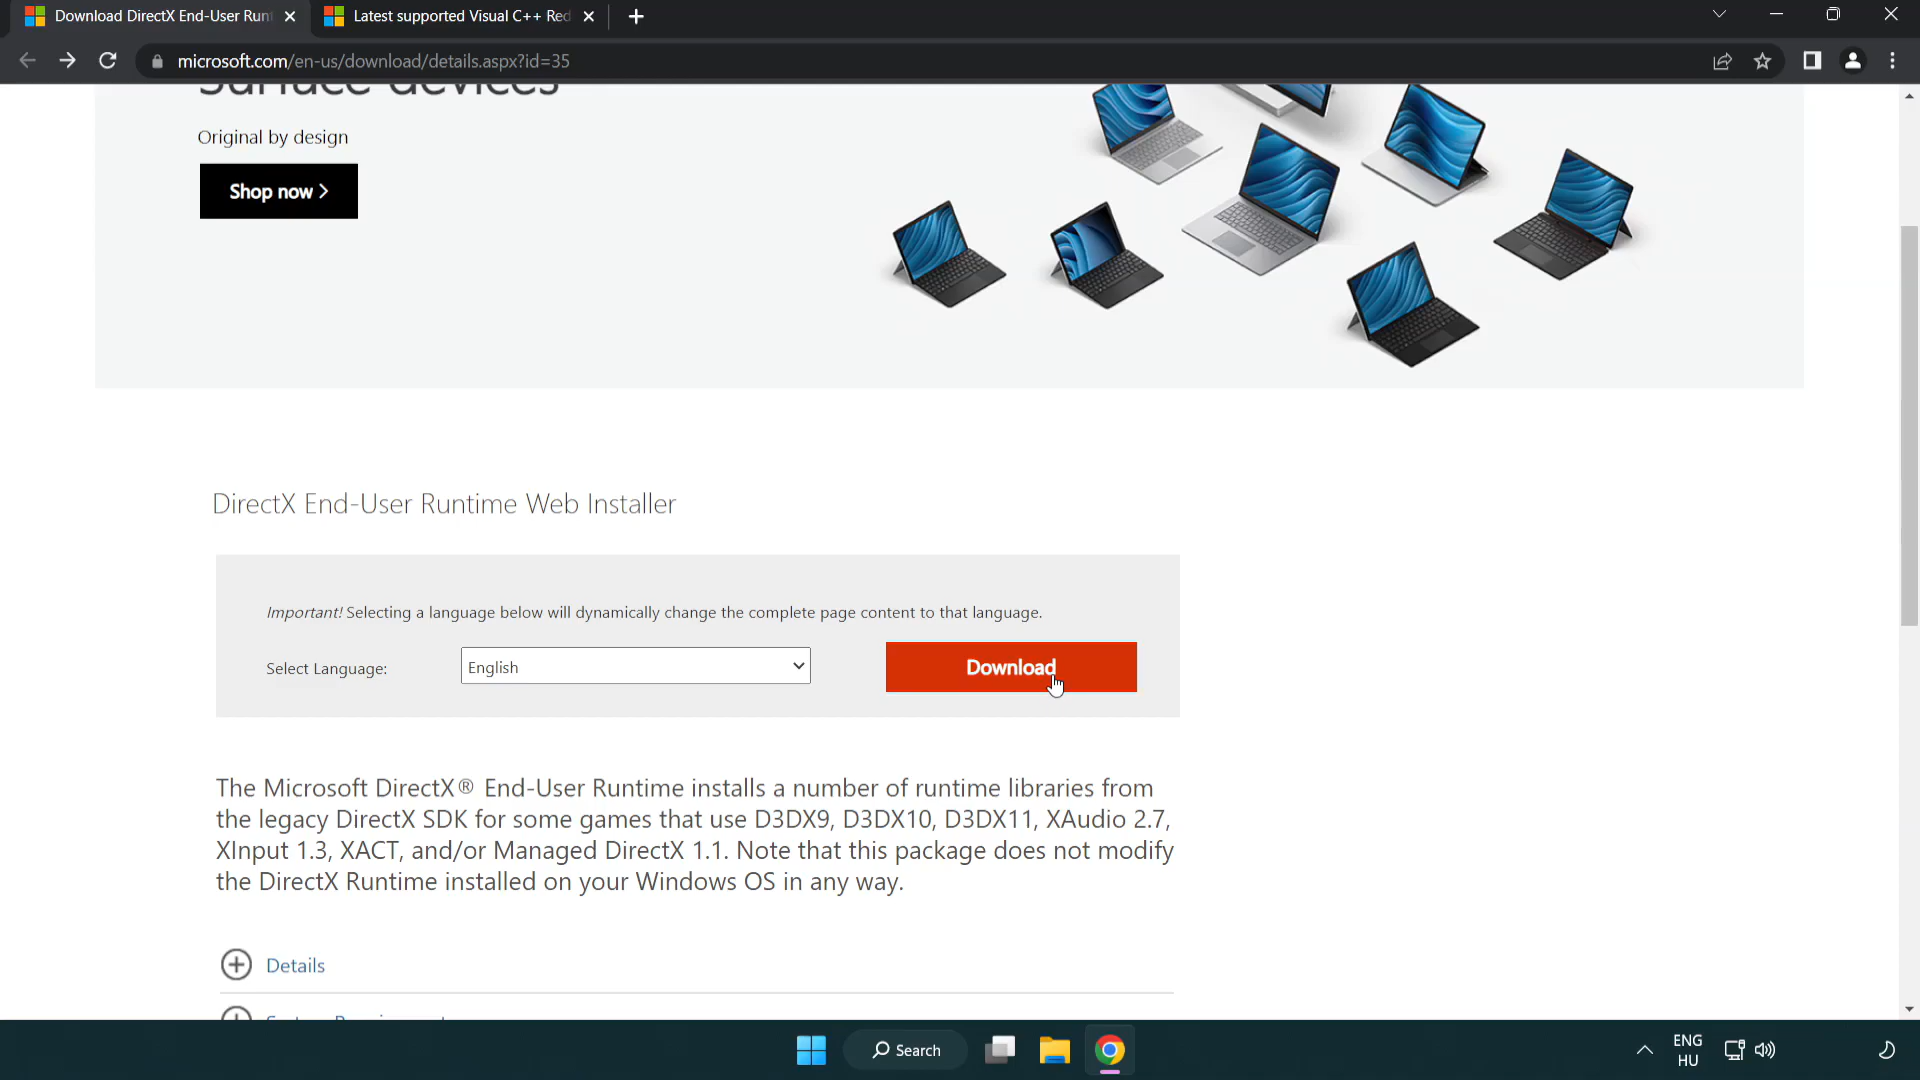 Download DirectX End-User Runt
Latest supported Visual C++ Red
microsoft.com/en-us/download/details.aspx?id=35
Surface devices
Original by design
Shop now
DirectX End-User Runtime Web Installer
Important! Selecting a language below will dynamically change the complete page content to that language.
Select Language:
English
Download
The Microsoft DirectX® End-User Runtime installs a number of runtime libraries from
the legacy DirectX SDK for some games that use D3DX9, D3DX10, D3DX11, XAudio 2.7,
XInput 1.3, XACT, and/or Managed DirectX 1.1. Note that this package does not modify
the DirectX Runtime installed on your Windows OS in any way.
Details
Search
ENG
HU